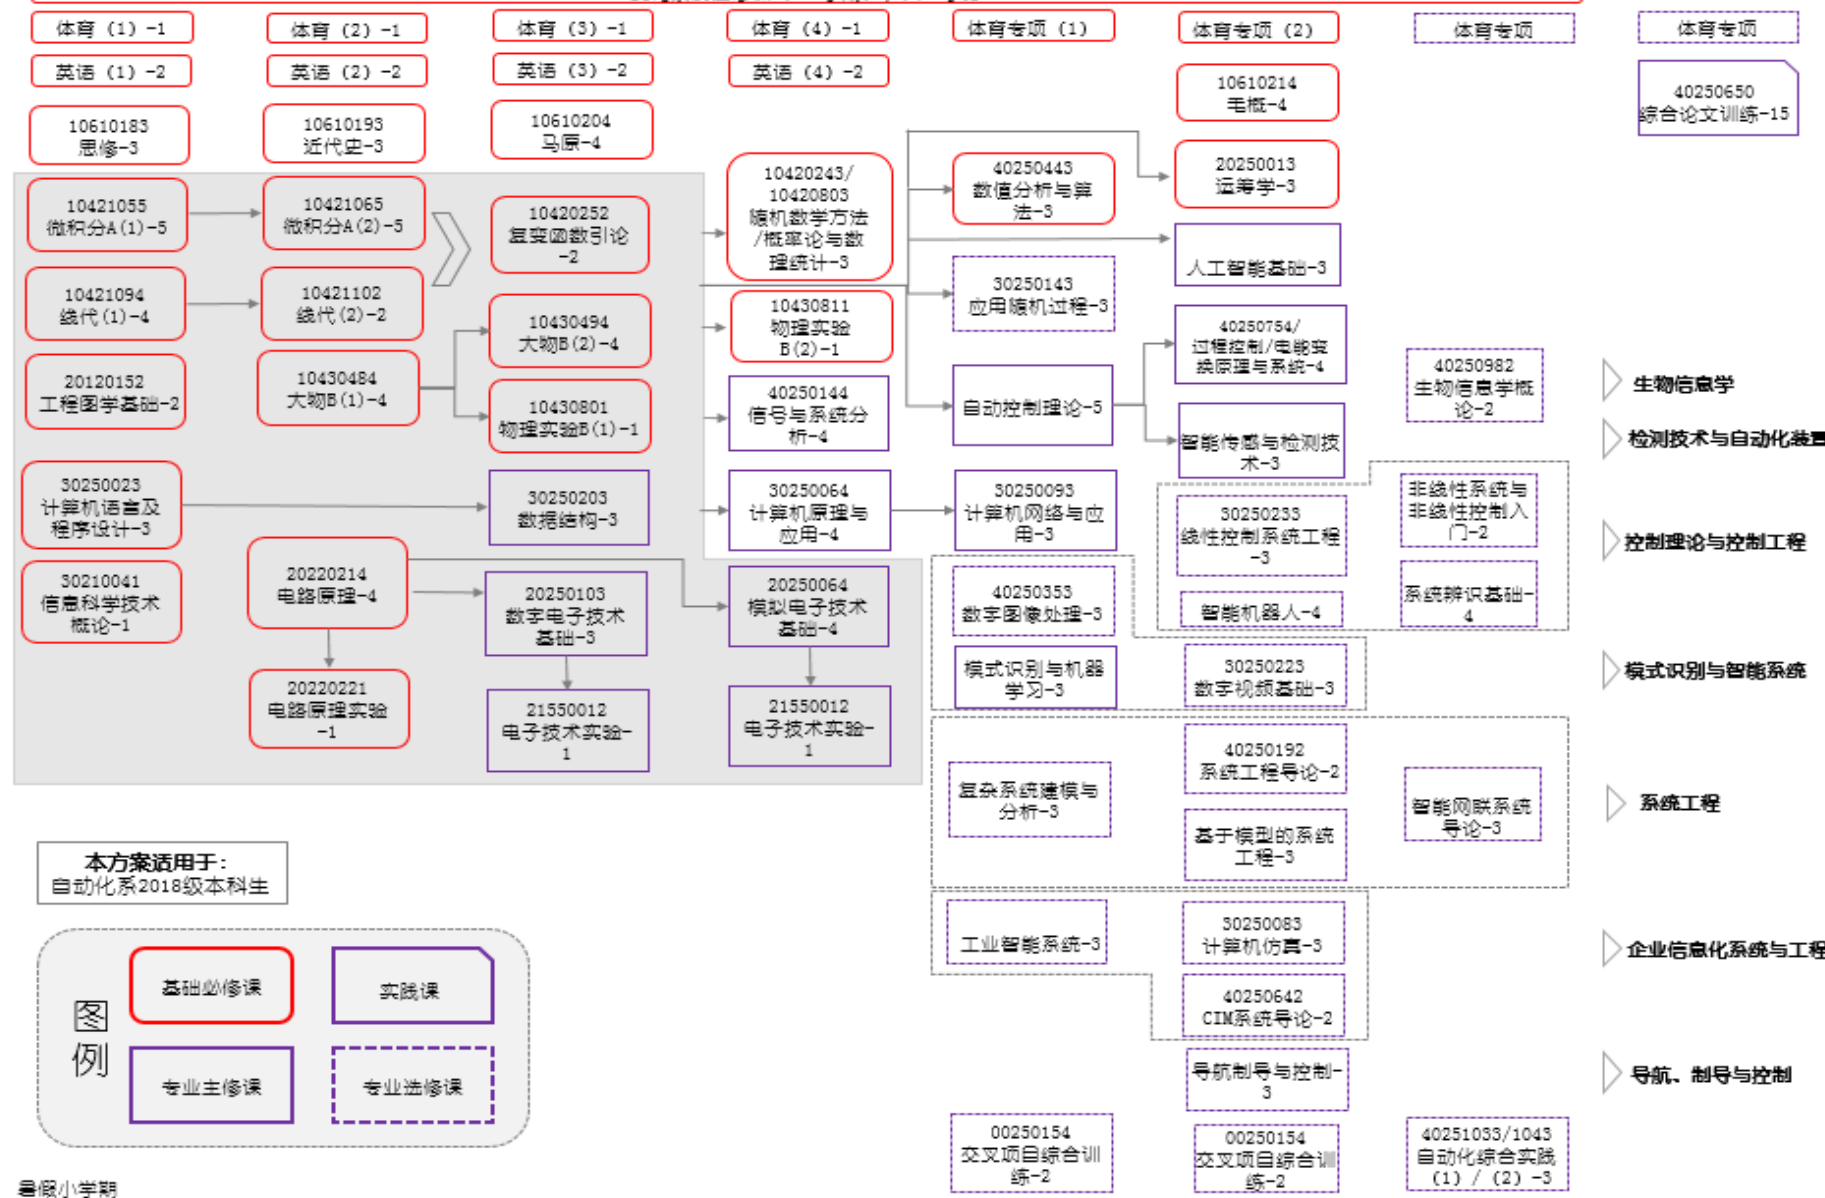 体育 (1) -1
体育 (2) -1
体育 (3) -1
体育 (4) -1
体育专项 (1)
体育专项 (2)
体育专项
体育专项
英语 (1) -2
英语 (2) -2
英语 (3) -2
英语 (4) -2
10610214
毛概-4
40250650
综合论文训练-15
10610183
思修-3
10610193
近代史-3
10610204
马原-4
10420243/
10420803
随机数学方法
/概率论与数
理统计-3
40250443
数值分析与算
法-3
20250013
运筹学-3
10421055
微积分A(1)-5
10421065
微积分A(2)-5
10420252
复变函数引论
-2
人工智能基础-3
10421094
线代(1)-4
10421102
线代(2)-2
10430494
大物B(2)-4
10430811
物理实验
B(2)-1
30250143
应用随机过程-3
40250754/
过程控制/电能变
换原理与系统-4
20120152
工程图学基础-2
10430484
大物B(1)-4
10430801
物理实验B(1)-1
40250144
信号与系统分
析-4
自动控制理论-5
智能传感与检测技
术-3
40250982
生物信息学概
论-2
生物信息学
检测技术与自动化装置
30250023
计算机语言及
程序设计-3
30250203
数据结构-3
30250064
计算机原理与
应用-4
30250093
计算机网络与应
用-3
30250233
线性控制系统工程
-3
非线性系统与
非线性控制入
门-2
控制理论与控制工程
30210041
信息科学技术
概论-1
20220214
电路原理-4
20250103
数字电子技术
基础-3
20250064
模拟电子技术
基础-4
40250353
数字图像处理-3
智能机器人-4
系统辨识基础-
4
20220221
电路原理实验
-1
21550012
电子技术实验-
1
21550012
电子技术实验-
1
模式识别与机器
学习-3
30250223
数字视频基础-3
模式识别与智能系统
复杂系统建模与
分析-3
40250192
系统工程导论-2
基于模型的系统
工程-3
智能网联系统
导论-3
系统工程
本方案适用于:
自动化系2018级本科生
工业智能系统-3
30250083
计算机仿真-3
40250642
CIM系统导论-2
企业信息化系统与工程
图
例
基础必修课
实践课
专业主修课
专业选修课
导航制导与控制-
3
导航、制导与控制
00250154
交叉项目综合训
练-2
00250154
交叉项目综合训
练-2
40251033/1043
自动化综合实践
(1) / (2) -3
暑假小学期